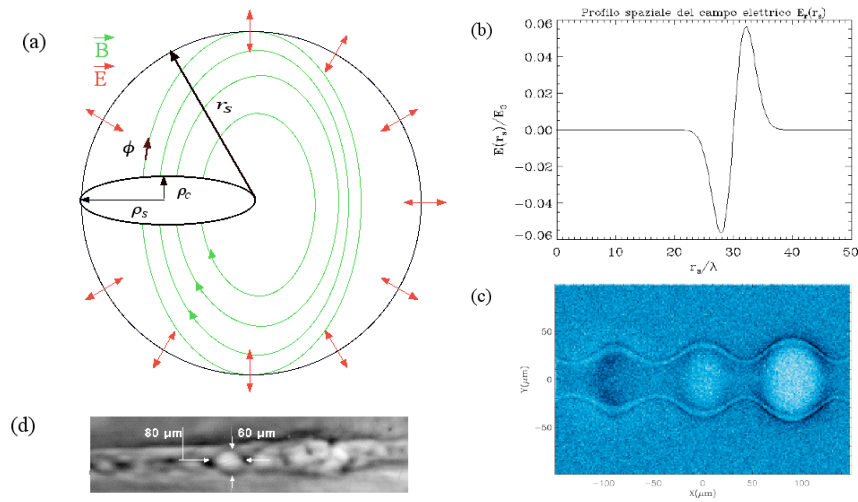 (a)
B
E
ϕ
r_s
ρ_c
ρ_s
(b)
Profilo spaziale del campo elettrico E_r(r_s)
E(r_s)/E_0
0.06
0.04
0.02
0.00
-0.02
-0.04
-0.06
0 10 20 30 40 50
r_s/λ
(c)
Y(μm)
50
0
-50
-100 -50 0 50 100
X(μm)
(d)
80 μm 60 μm